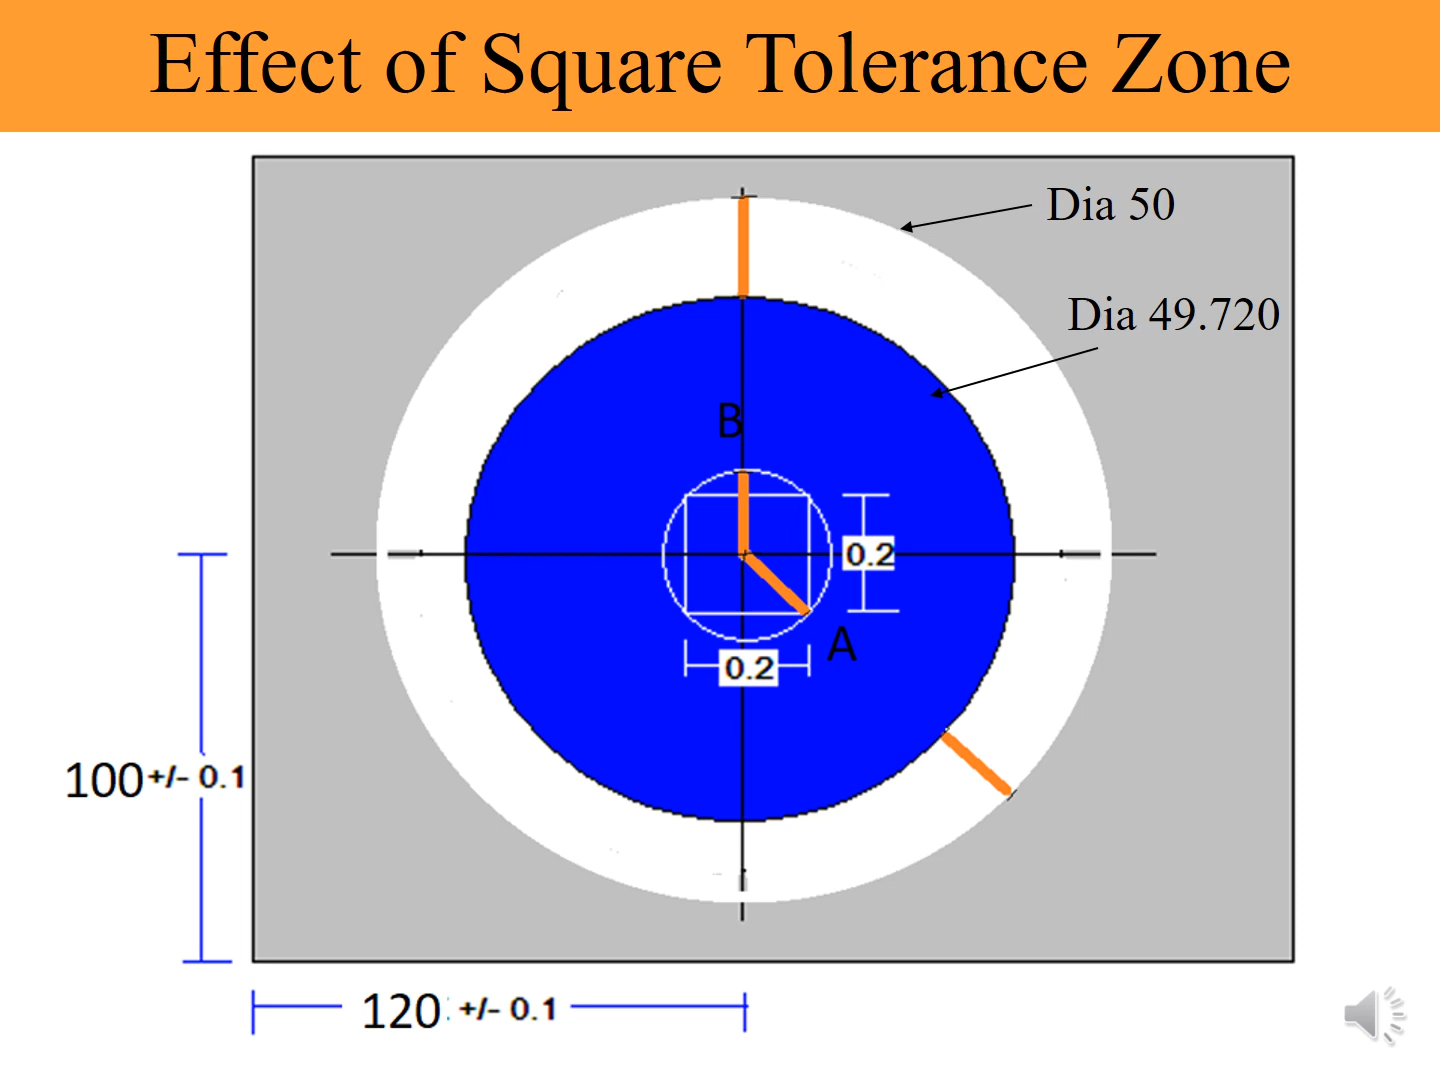 Effect of Square Tolerance Zone
Dia 50
Dia 49.720
B
0.2
A
0.2
100 +/- 0.1
120 +/- 0.1